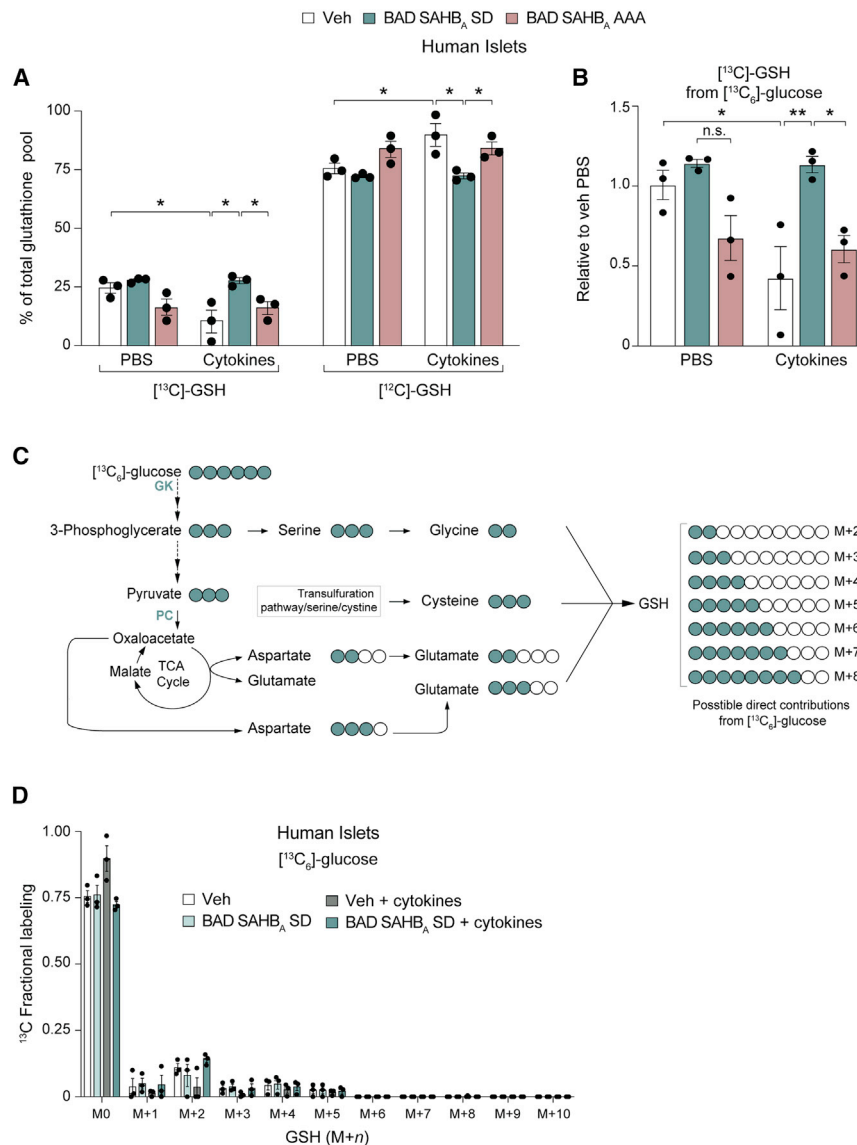 Veh BAD SAHB_A SD BAD SAHB_A AAA
Human Islets
A
% of total glutathione pool
100
75
50
25
0
* * * * * *
PBS Cytokines PBS Cytokines
[¹³C]-GSH [¹²C]-GSH
B
[¹³C]-GSH
from [¹³C₆]-glucose
Relative to veh PBS
1.5
1.0
0.5
0
* ** *
n.s.
PBS Cytokines
C
[¹³C₆]-glucose
GK
3-Phosphoglycerate Serine Glycine
Pyruvate
PC
Transulfuration
pathway/serine/cystine
Cysteine
GSH
Oxaloacetate
Malate TCA
Cycle
Aspartate Glutamate
Glutamate
Glutamate
Aspartate
M+2
M+3
M+4
M+5
M+6
M+7
M+8
Posstible direct contributions
from [¹³C₆]-glucose
D
Human Islets
[¹³C₆]-glucose
Veh Veh + cytokines
BAD SAHB_A SD BAD SAHB_A SD + cytokines
¹³C Fractional labeling
1.00
0.75
0.50
0.25
0
M0 M+1 M+2 M+3 M+4 M+5 M+6 M+7 M+8 M+9 M+10
GSH (M+n)